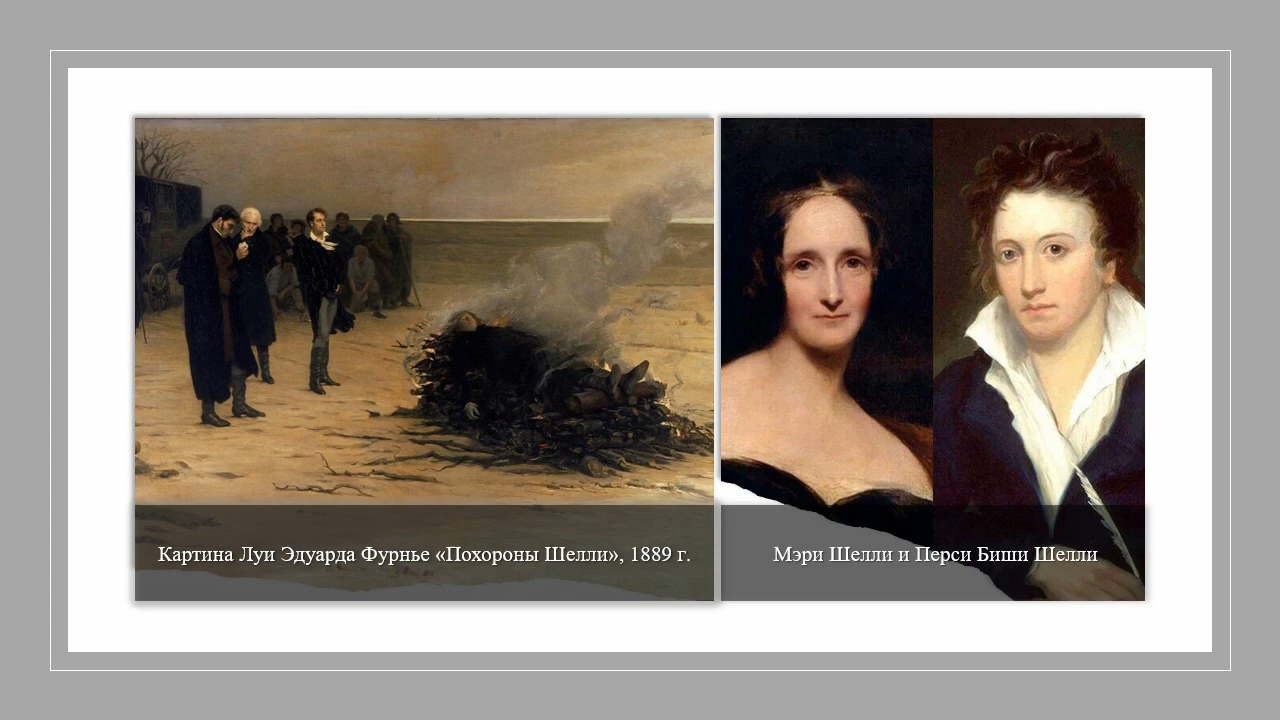 Картина Луи Эдуарда Фурнье «Похороны Шелли», 1889 г.
Мэри Шелли и Перси Биши Шелли